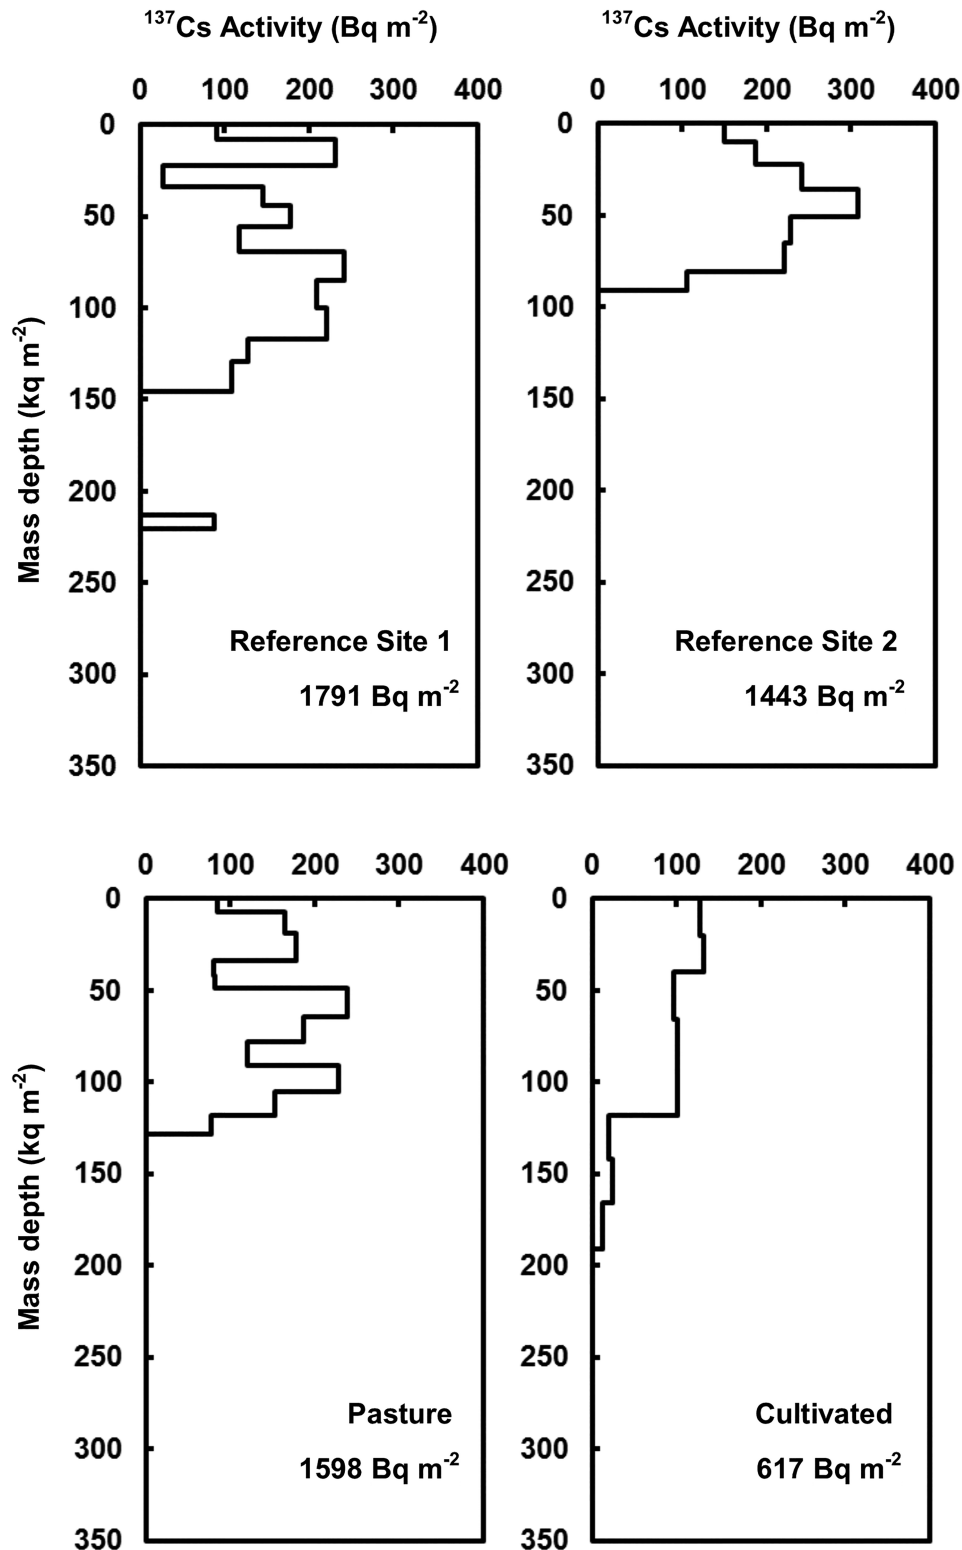 ¹³⁷Cs Activity (Bq m⁻²) ¹³⁷Cs Activity (Bq m⁻²)
0 100 200 300 400 0 100 200 300 400
0 0
50 50
100 100
150 150
200 200
250 250
300 300
350 350
Mass depth (kq m⁻²)
Reference Site 1 Reference Site 2
1791 Bq m⁻² 1443 Bq m⁻²
0 100 200 300 400 0 100 200 300 400
0 0
50 50
100 100
150 150
200 200
250 250
300 300
350 350
Mass depth (kq m⁻²)
Pasture Cultivated
1598 Bq m⁻² 617 Bq m⁻²